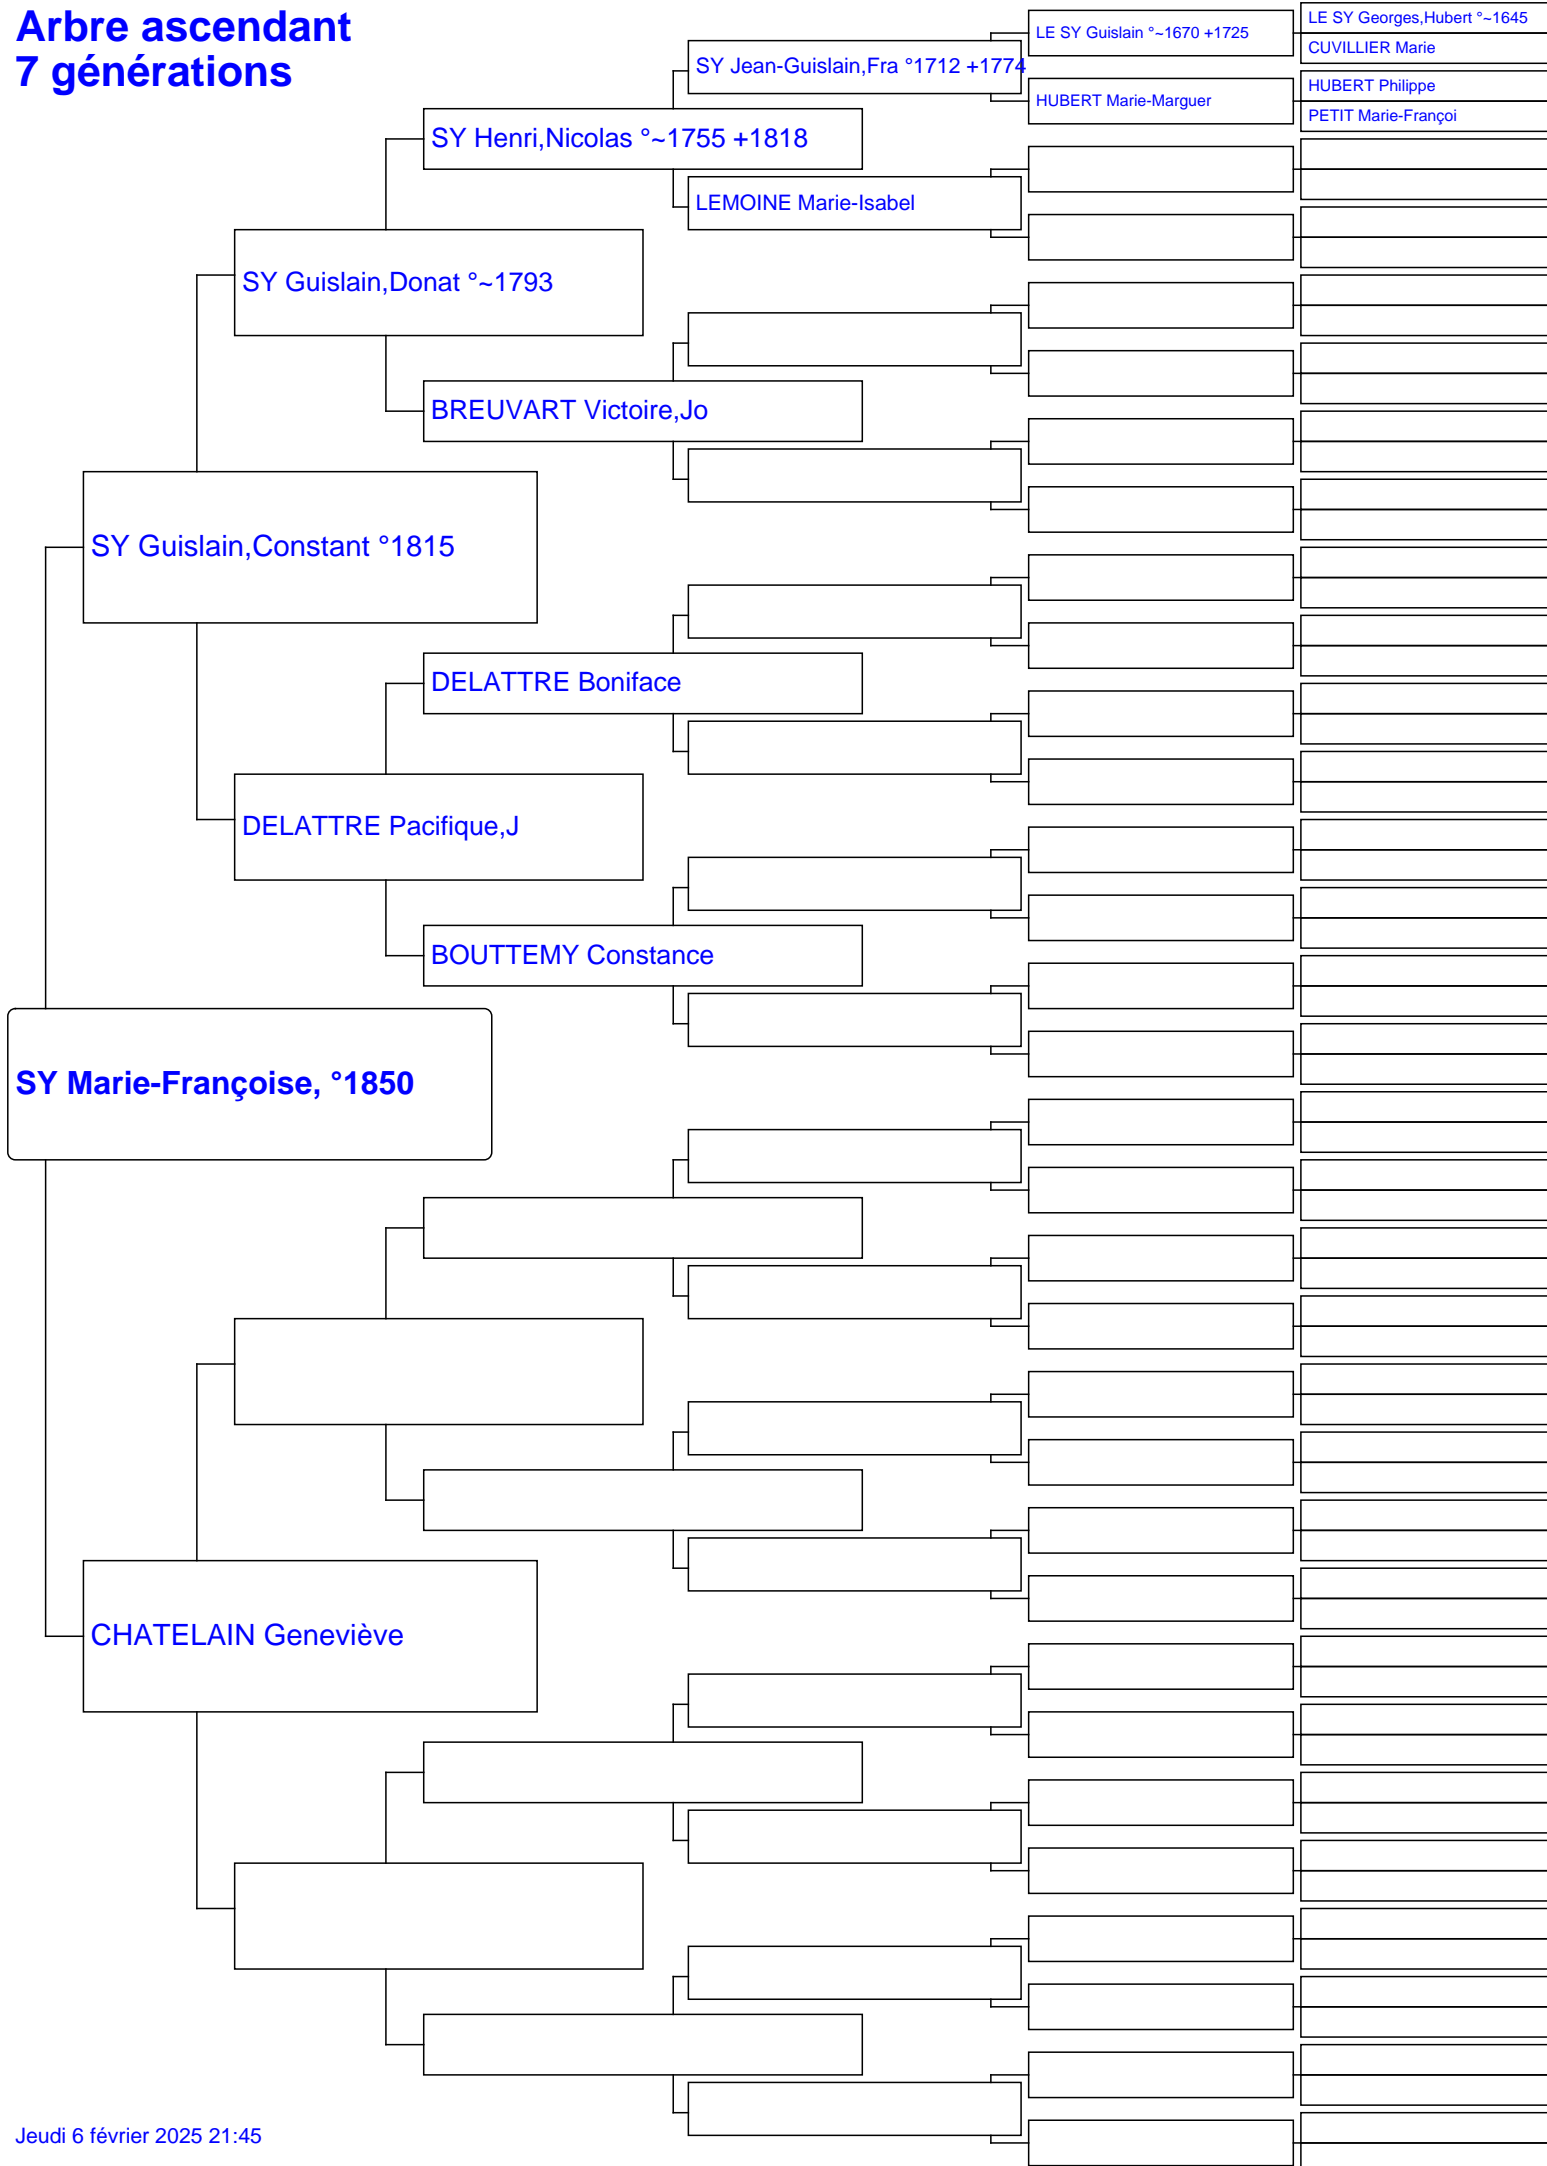 Arbre ascendant
7 générations
LE SY Guislain °~1670 +1725
LE SY Georges,Hubert °~1645
CUVILLIER Marie
SY Jean-Guislain,Fra °1712 +1774
HUBERT Marie-Marguer
HUBERT Philippe
PETIT Marie-Françoi
SY Henri,Nicolas °~1755 +1818
LEMOINE Marie-Isabel
SY Guislain,Donat °~1793
BREUVART Victoire,Jo
SY Guislain,Constant °1815
DELATTRE Boniface
DELATTRE Pacifique,J
BOUTTEMY Constance
SY Marie-Françoise, °1850
CHATELAIN Geneviève
Jeudi 6 février 2025 21:45